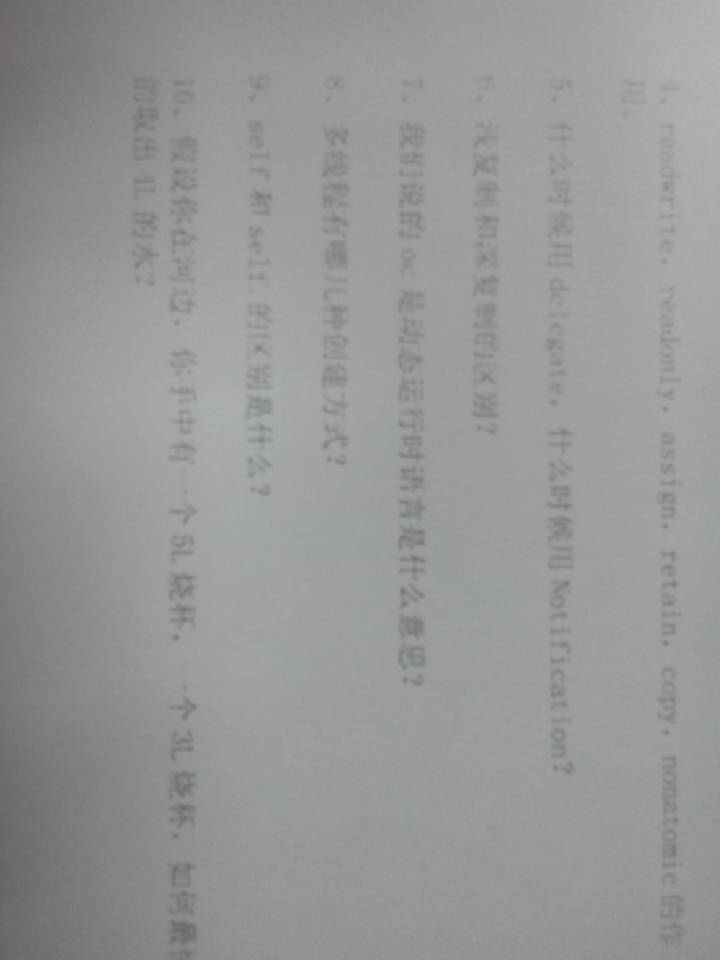 4、readwrite，readonly，assign，retain，copy，nonatomic 的作
用。
5、什么时候用 delegate，什么时候用 Notification？
6、浅复制和深复制的区别？
7、我们说的 oc 是动态运行时语言是什么意思？
8、多线程有哪几种创建方式？
9、self 和 self 的区别是什么？
10、假设你在河边，你手中有一个 5L 烧杯，一个 3L 烧杯，如何最
的取出 4L 的水？